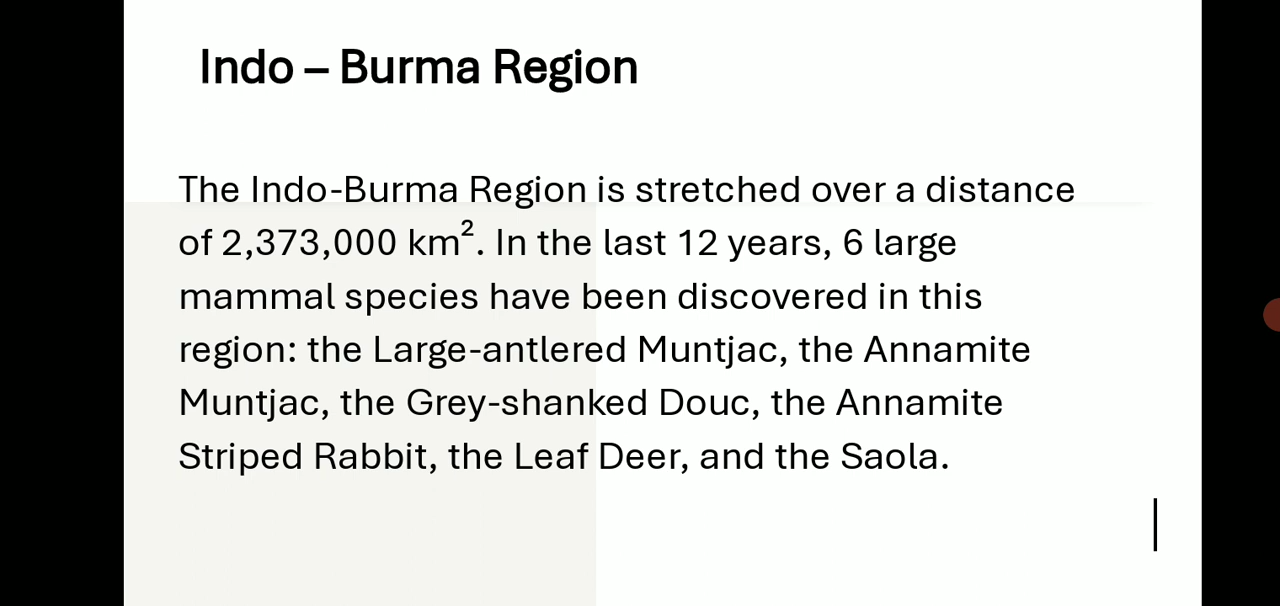 Indo – Burma Region
The Indo-Burma Region is stretched over a distance
of 2,373,000 km². In the last 12 years, 6 large
mammal species have been discovered in this
region: the Large-antlered Muntjac, the Annamite
Muntjac, the Grey-shanked Douc, the Annamite
Striped Rabbit, the Leaf Deer, and the Saola.